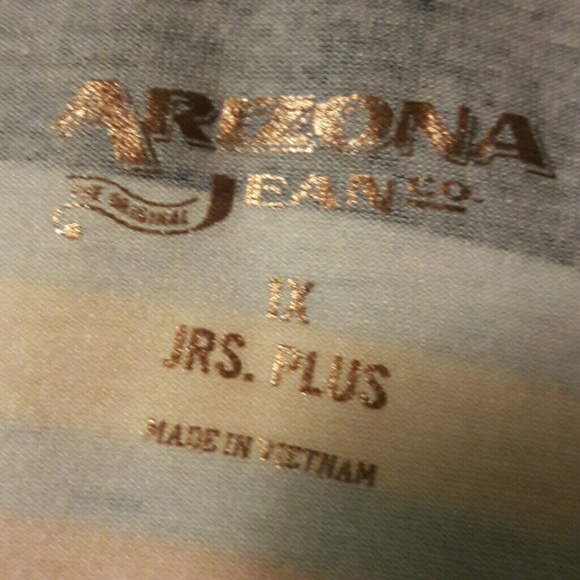 ARIZONA
THE ORIGINAL JEAN CO.
1X
JRS. PLUS
MADE IN VIETNAM